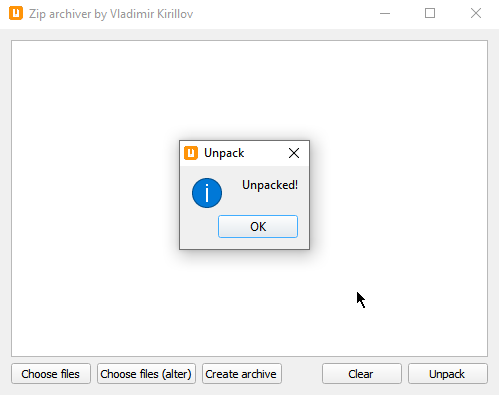 Zip archiver by Vladimir Kirillov
Unpack
Unpacked!
OK
Choose files
Choose files (alter)
Create archive
Clear
Unpack